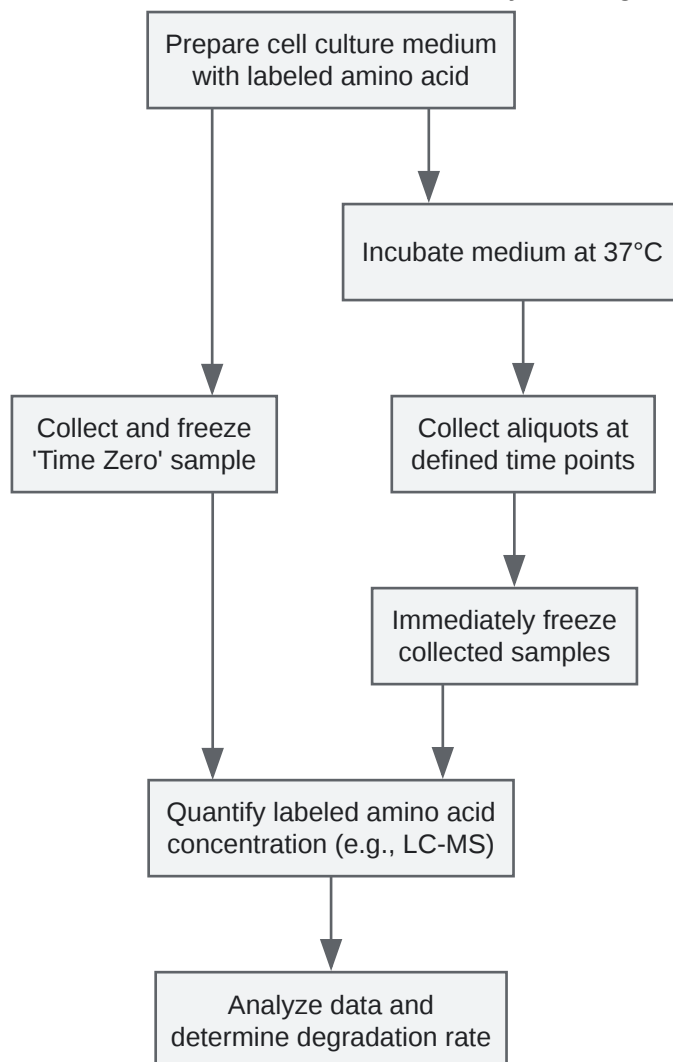 Prepare cell culture medium
with labeled amino acid
Incubate medium at 37°C
Collect and freeze
'Time Zero' sample
Collect aliquots at
defined time points
Immediately freeze
collected samples
Quantify labeled amino acid
concentration (e.g., LC-MS)
Analyze data and
determine degradation rate